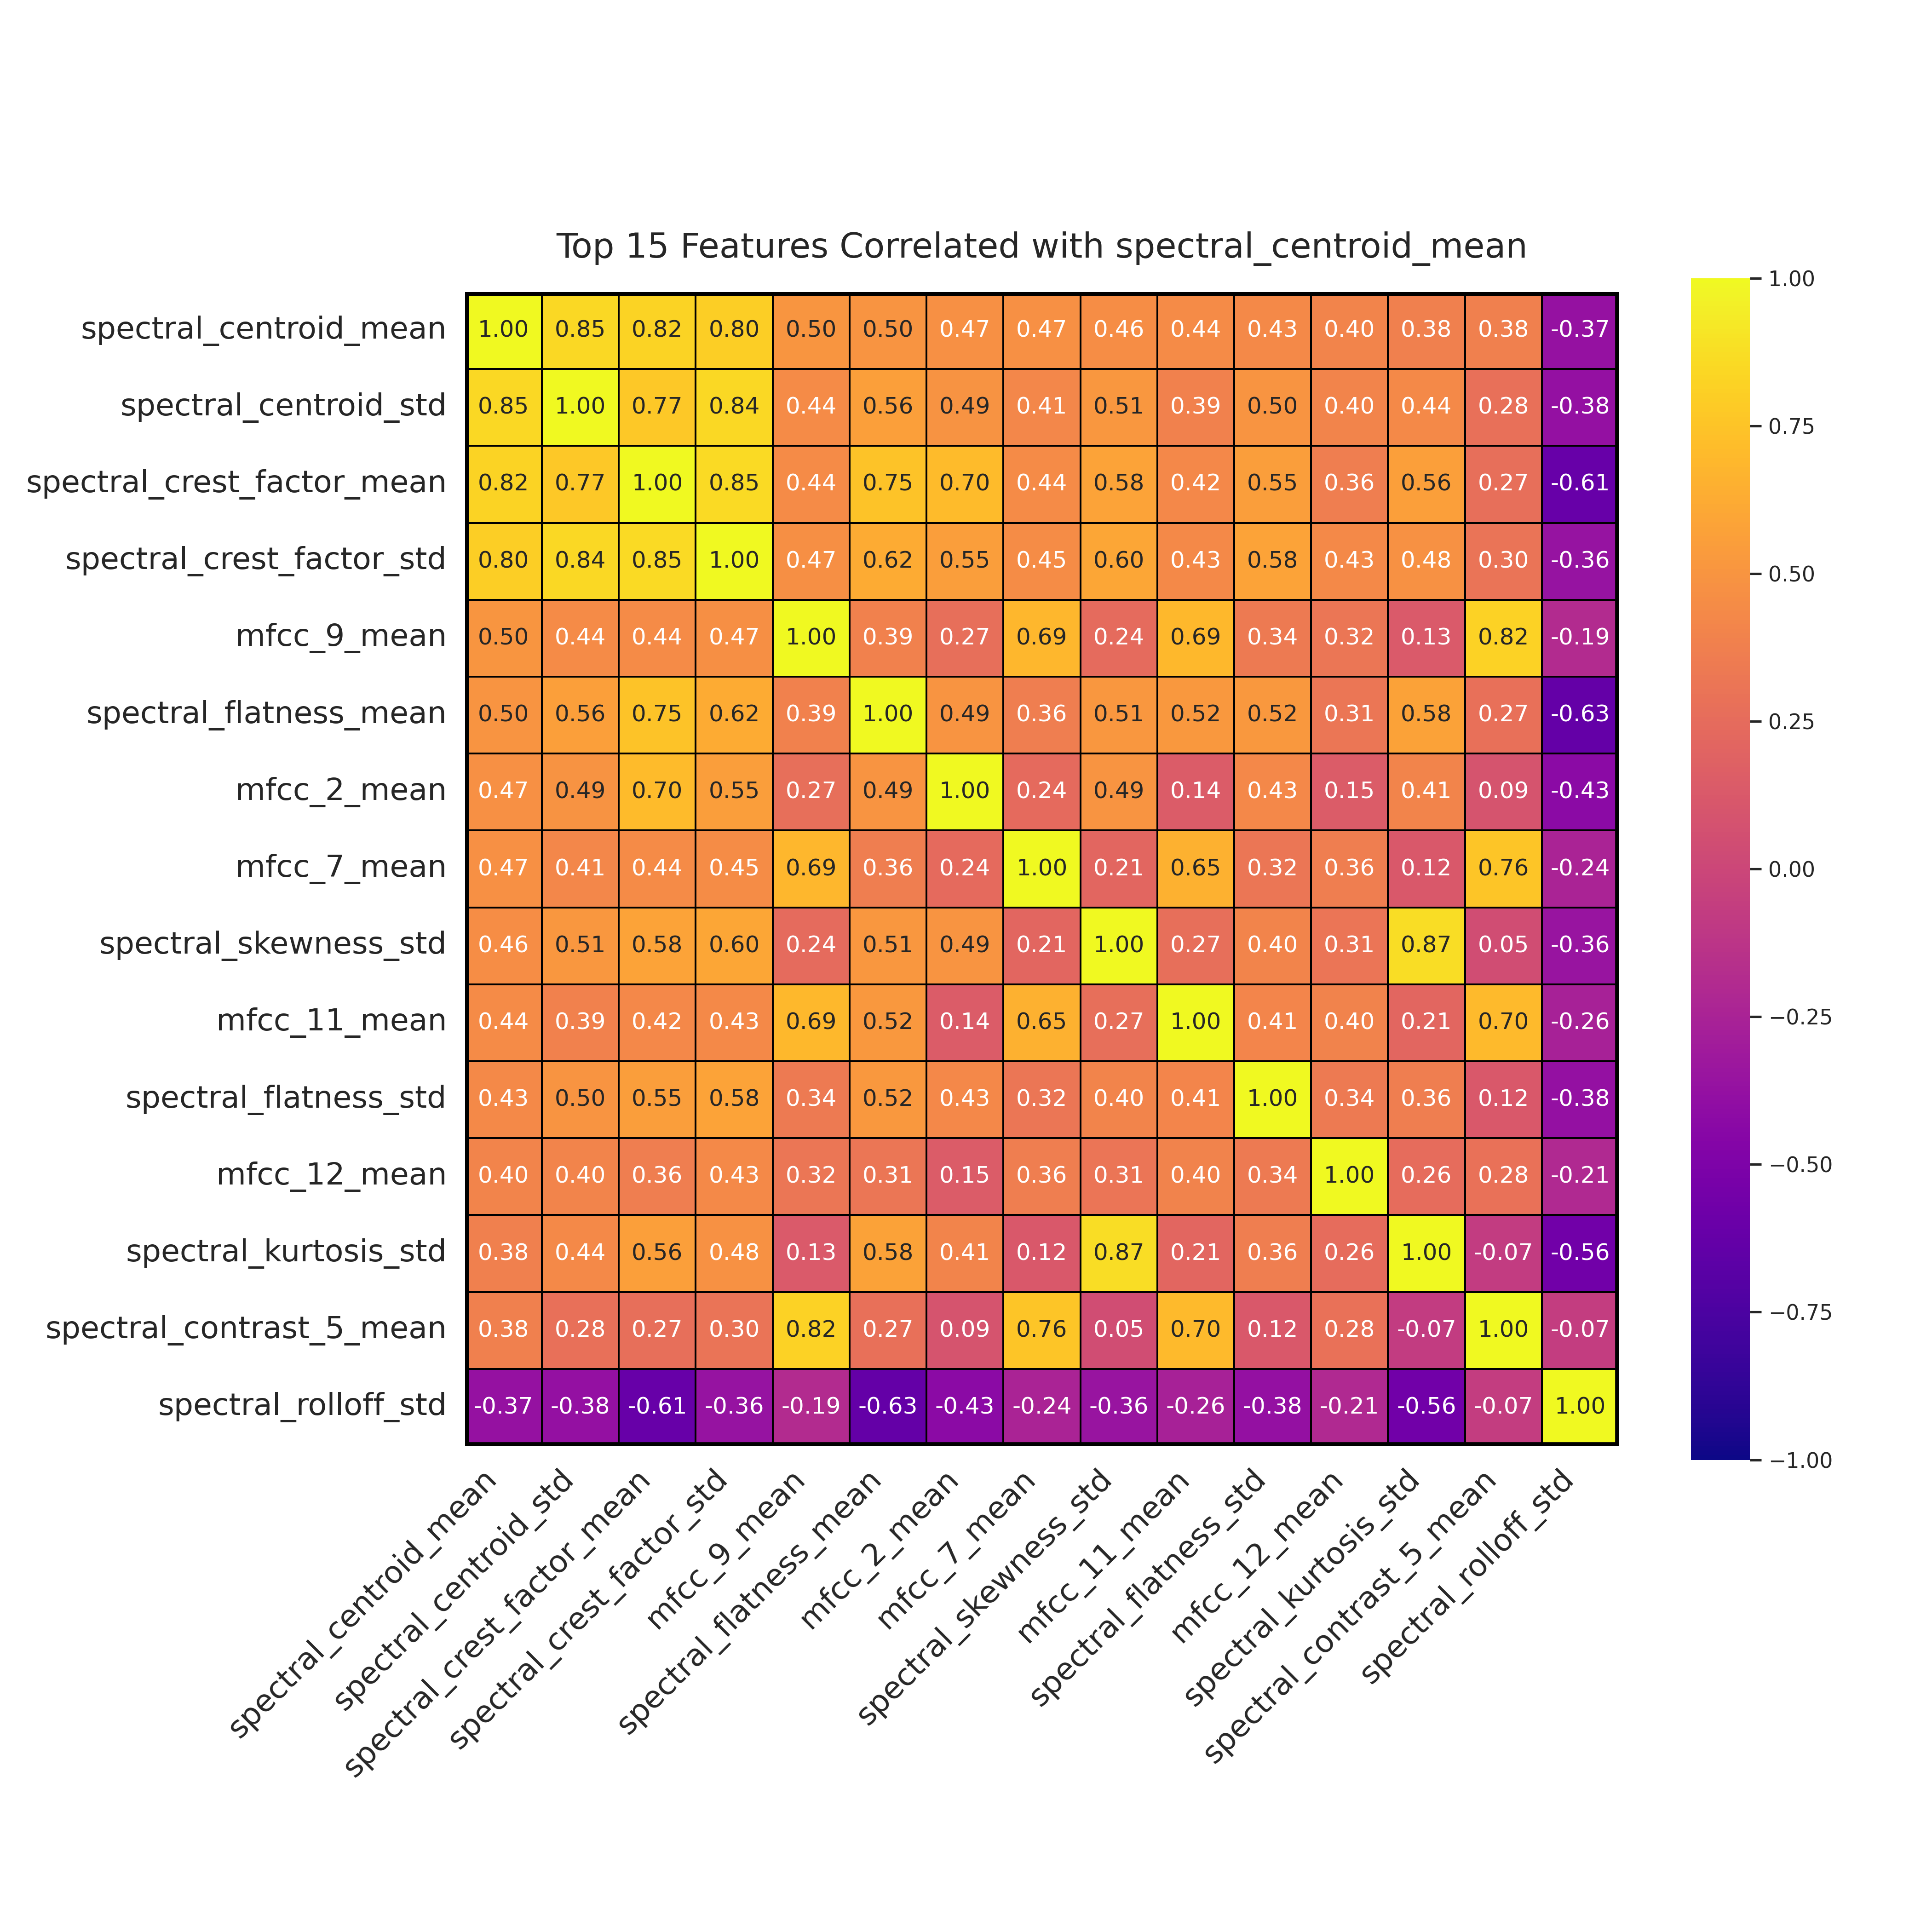 Top 15 Features Correlated with spectral_centroid_mean
spectral_centroid_mean 1.00 0.85 0.82 0.80 0.50 0.50 0.47 0.47 0.46 0.44 0.43 0.40 0.38 0.38 -0.37
spectral_centroid_std 0.85 1.00 0.77 0.84 0.44 0.56 0.49 0.41 0.51 0.39 0.50 0.40 0.44 0.28 -0.38
spectral_crest_factor_mean 0.82 0.77 1.00 0.85 0.44 0.75 0.70 0.44 0.58 0.42 0.55 0.36 0.56 0.27 -0.61
spectral_crest_factor_std 0.80 0.84 0.85 1.00 0.47 0.62 0.55 0.45 0.60 0.43 0.58 0.43 0.48 0.30 -0.36
mfcc_9_mean 0.50 0.44 0.44 0.47 1.00 0.39 0.27 0.69 0.24 0.69 0.34 0.32 0.13 0.82 -0.19
spectral_flatness_mean 0.50 0.56 0.75 0.62 0.39 1.00 0.49 0.36 0.51 0.52 0.52 0.31 0.58 0.27 -0.63
mfcc_2_mean 0.47 0.49 0.70 0.55 0.27 0.49 1.00 0.24 0.49 0.14 0.43 0.15 0.41 0.09 -0.43
mfcc_7_mean 0.47 0.41 0.44 0.45 0.69 0.36 0.24 1.00 0.21 0.65 0.32 0.36 0.12 0.76 -0.24
spectral_skewness_std 0.46 0.51 0.58 0.60 0.24 0.51 0.49 0.21 1.00 0.27 0.40 0.31 0.87 0.05 -0.36
mfcc_11_mean 0.44 0.39 0.42 0.43 0.69 0.52 0.14 0.65 0.27 1.00 0.41 0.40 0.21 0.70 -0.26
spectral_flatness_std 0.43 0.50 0.55 0.58 0.34 0.52 0.43 0.32 0.40 0.41 1.00 0.34 0.36 0.12 -0.38
mfcc_12_mean 0.40 0.40 0.36 0.43 0.32 0.31 0.15 0.36 0.31 0.40 0.34 1.00 0.26 0.28 -0.21
spectral_kurtosis_std 0.38 0.44 0.56 0.48 0.13 0.58 0.41 0.12 0.87 0.21 0.36 0.26 1.00 -0.07 -0.56
spectral_contrast_5_mean 0.38 0.28 0.27 0.30 0.82 0.27 0.09 0.76 0.05 0.70 0.12 0.28 -0.07 1.00 -0.07
spectral_rolloff_std -0.37 -0.38 -0.61 -0.36 -0.19 -0.63 -0.43 -0.24 -0.36 -0.26 -0.38 -0.21 -0.56 -0.07 1.00
spectral_centroid_mean
spectral_centroid_std
spectral_crest_factor_mean
spectral_crest_factor_std
mfcc_9_mean
spectral_flatness_mean
mfcc_2_mean
mfcc_7_mean
spectral_skewness_std
mfcc_11_mean
spectral_flatness_std
mfcc_12_mean
spectral_kurtosis_std
spectral_contrast_5_mean
spectral_rolloff_std
1.00
0.75
0.50
0.25
0.00
−0.25
−0.50
−0.75
−1.00